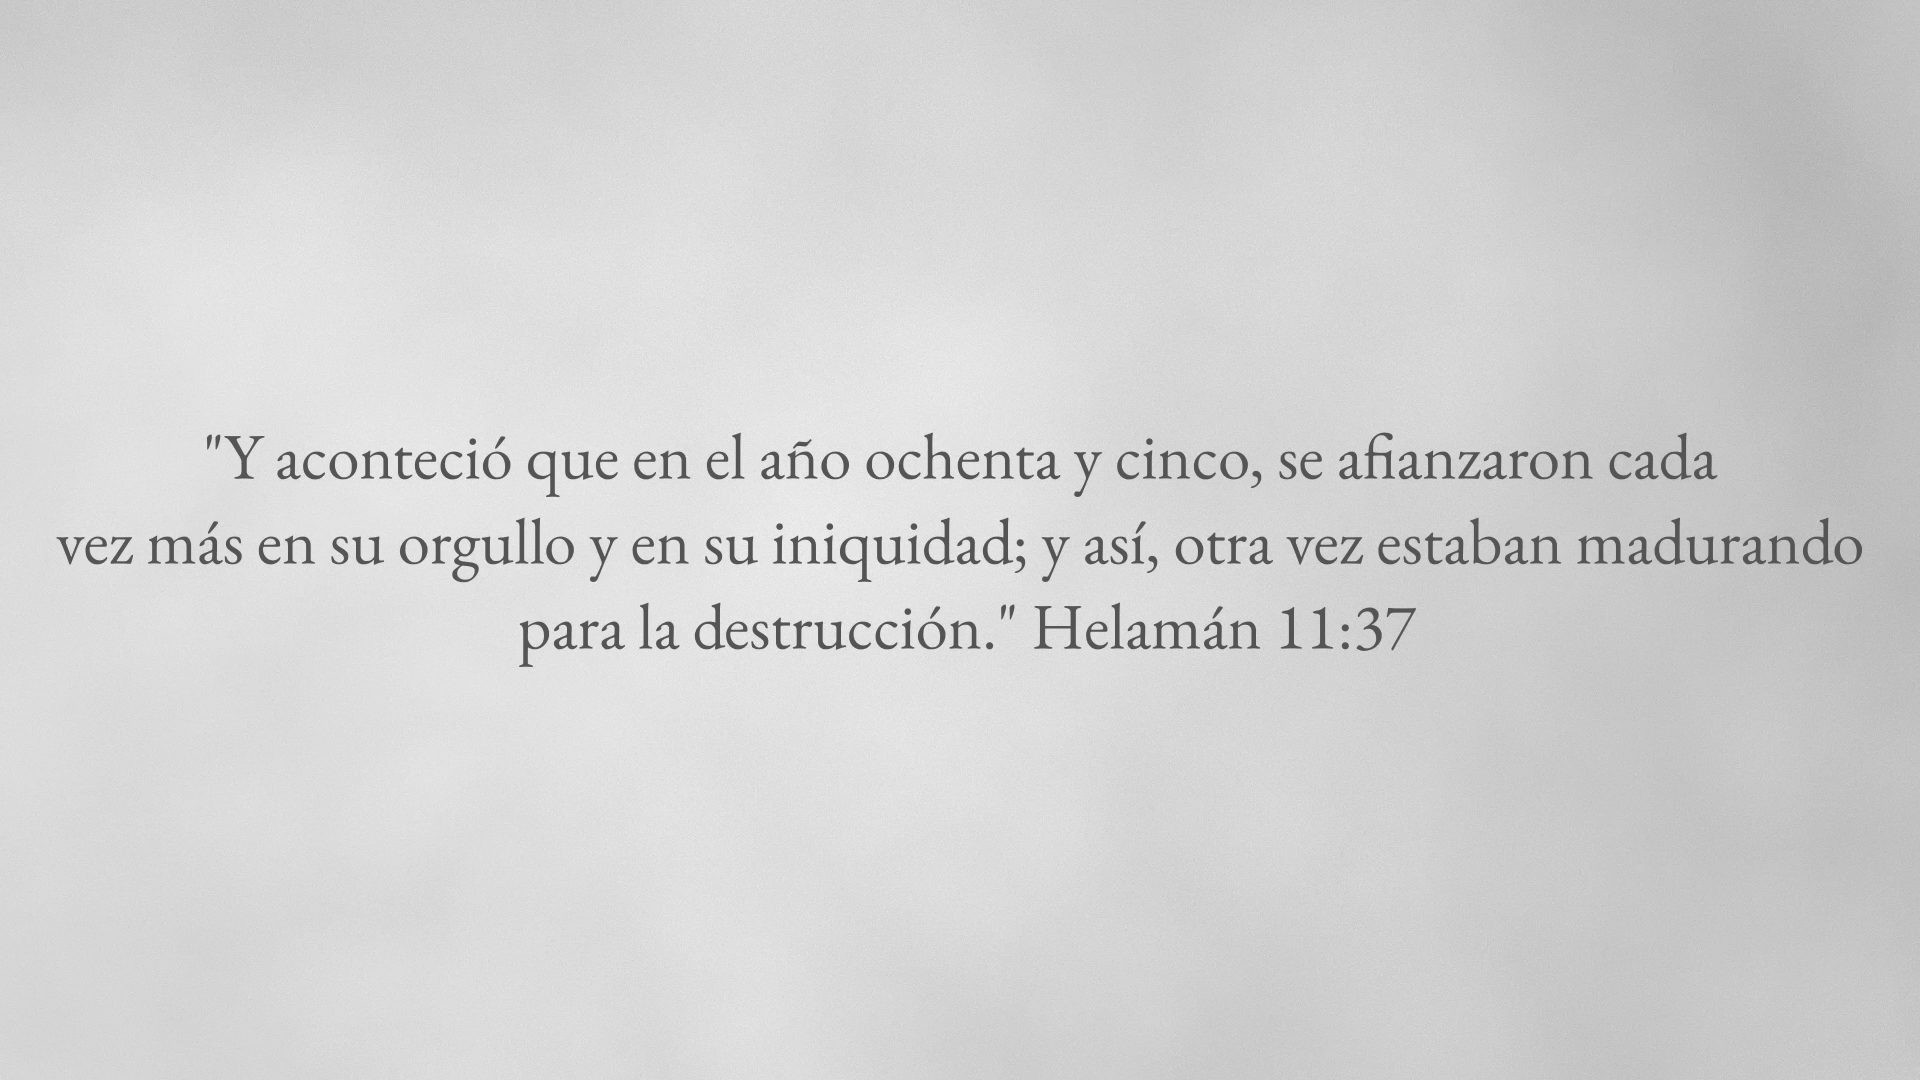 "Y aconteció que en el año ochenta y cinco, se afianzaron cada
vez más en su orgullo y en su iniquidad; y así, otra vez estaban madurando
para la destrucción." Helamán 11:37